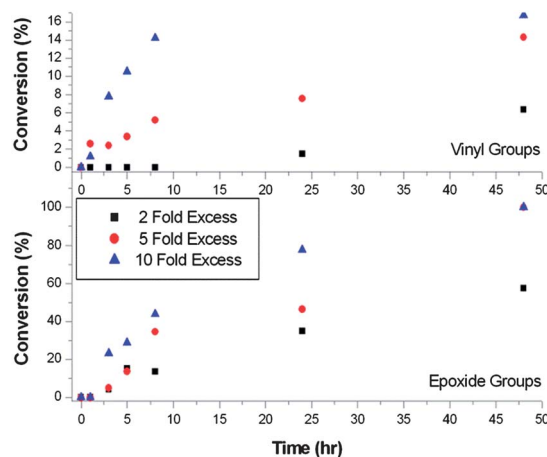 Conversion (%)
16
14
12
10
8
6
4
2
0
Vinyl Groups
0 5 10 15 20 25 30 35 40 45 50
Conversion (%)
100
80
60
40
20
0
2 Fold Excess
5 Fold Excess
10 Fold Excess
Epoxide Groups
0 5 10 15 20 25 30 35 40 45 50
Time (hr)